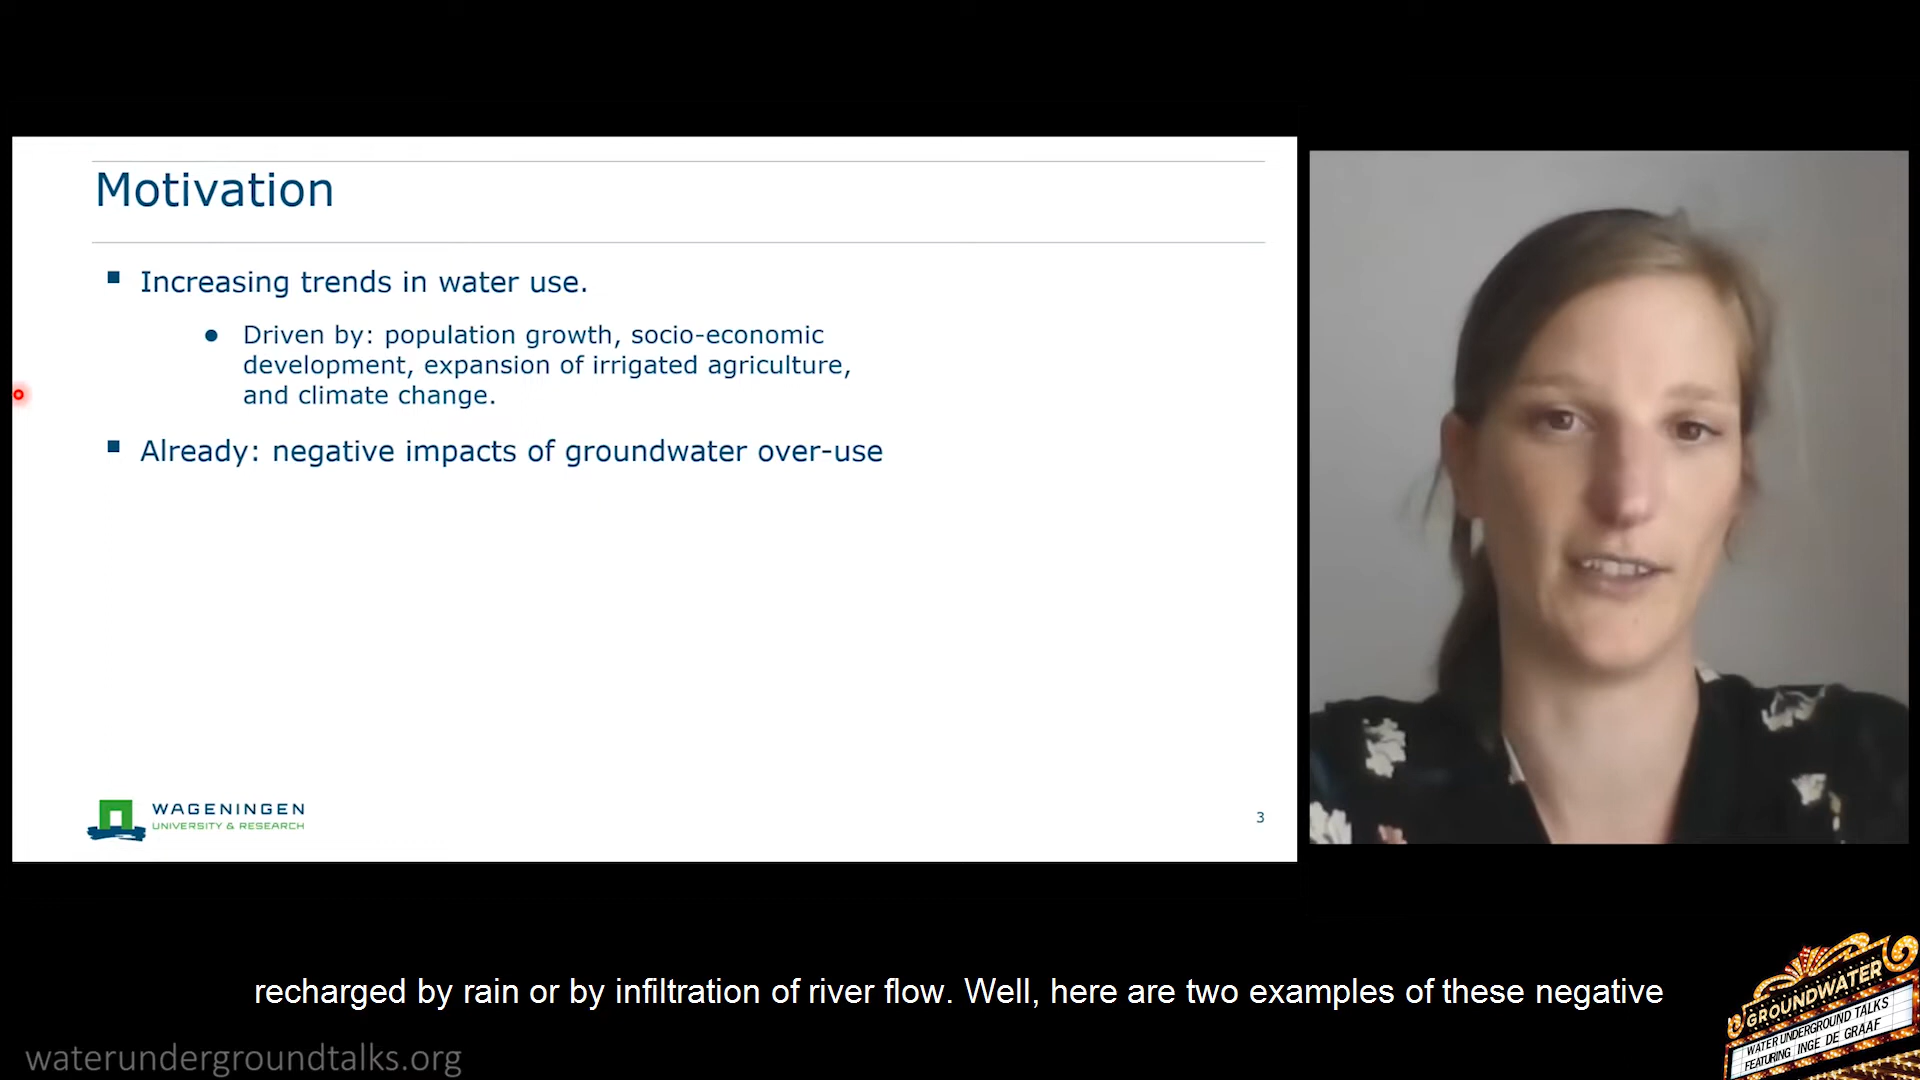 Motivation
Increasing trends in water use.
Driven by: population growth, socio-economic
development, expansion of irrigated agriculture,
and climate change.
Already: negative impacts of groundwater over-use
WAGENINGEN
UNIVERSITY & RESEARCH
3
recharged by rain or by infiltration of river flow. Well, here are two examples of these negative
waterundergroundtalks.org
GROUNDWATER
WATER UNDERGROUND TALKS
FEATURING INGE DE GRAAF